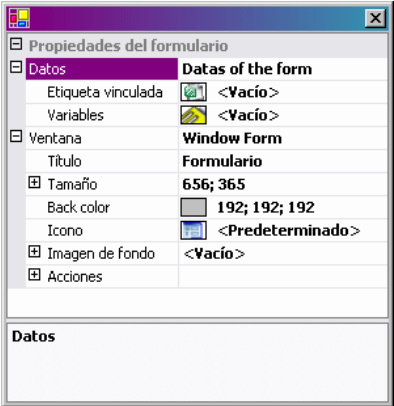 Propiedades del formulario
Datos Datas of the form
Etiqueta vinculada <Vacío>
Variables <Vacío>
Ventana Window Form
Título Formulario
Tamaño 656; 365
Back color 192; 192; 192
Icono <Predeterminado>
Imagen de fondo <Vacío>
Acciones
Datos